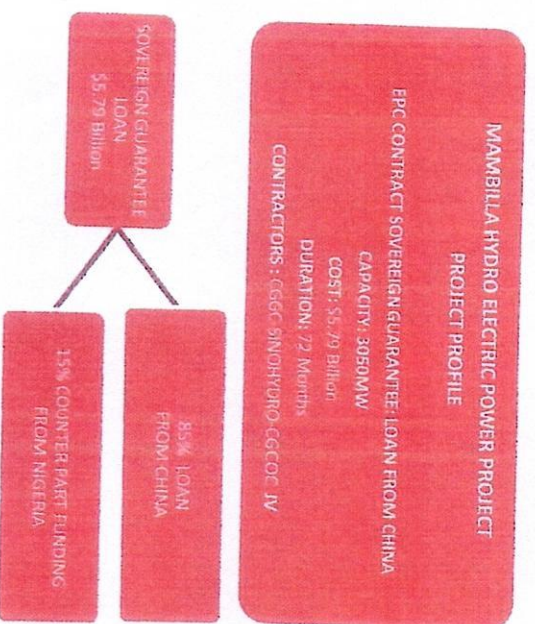 MAMBILLA HYDRO ELECTRIC POWER PROJECT
PROJECT PROFILE
EPC CONTRACT SOVEREIGN GUARANTEE: LOAN FROM CHINA
CAPACITY: 3050MW
COST: $5.79 Billion
DURATION: 72 Months
CONTRACTORS : CGGC-SINOHYDRO-CGCOC JV
SOVEREIGN GUARANTEE
LOAN
$5.79 Billion
85% LOAN
FROM CHINA
15% COUNTER PART FUNDING
FROM NIGERIA